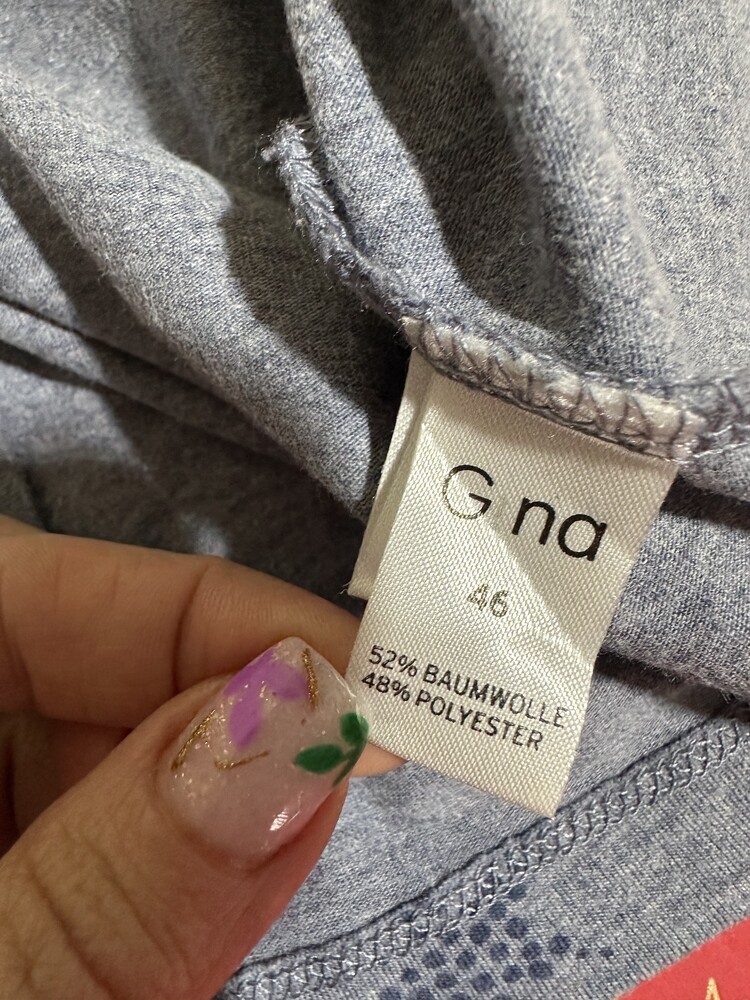 G na
46
52% BAUMWOLLE
48% POLYESTER